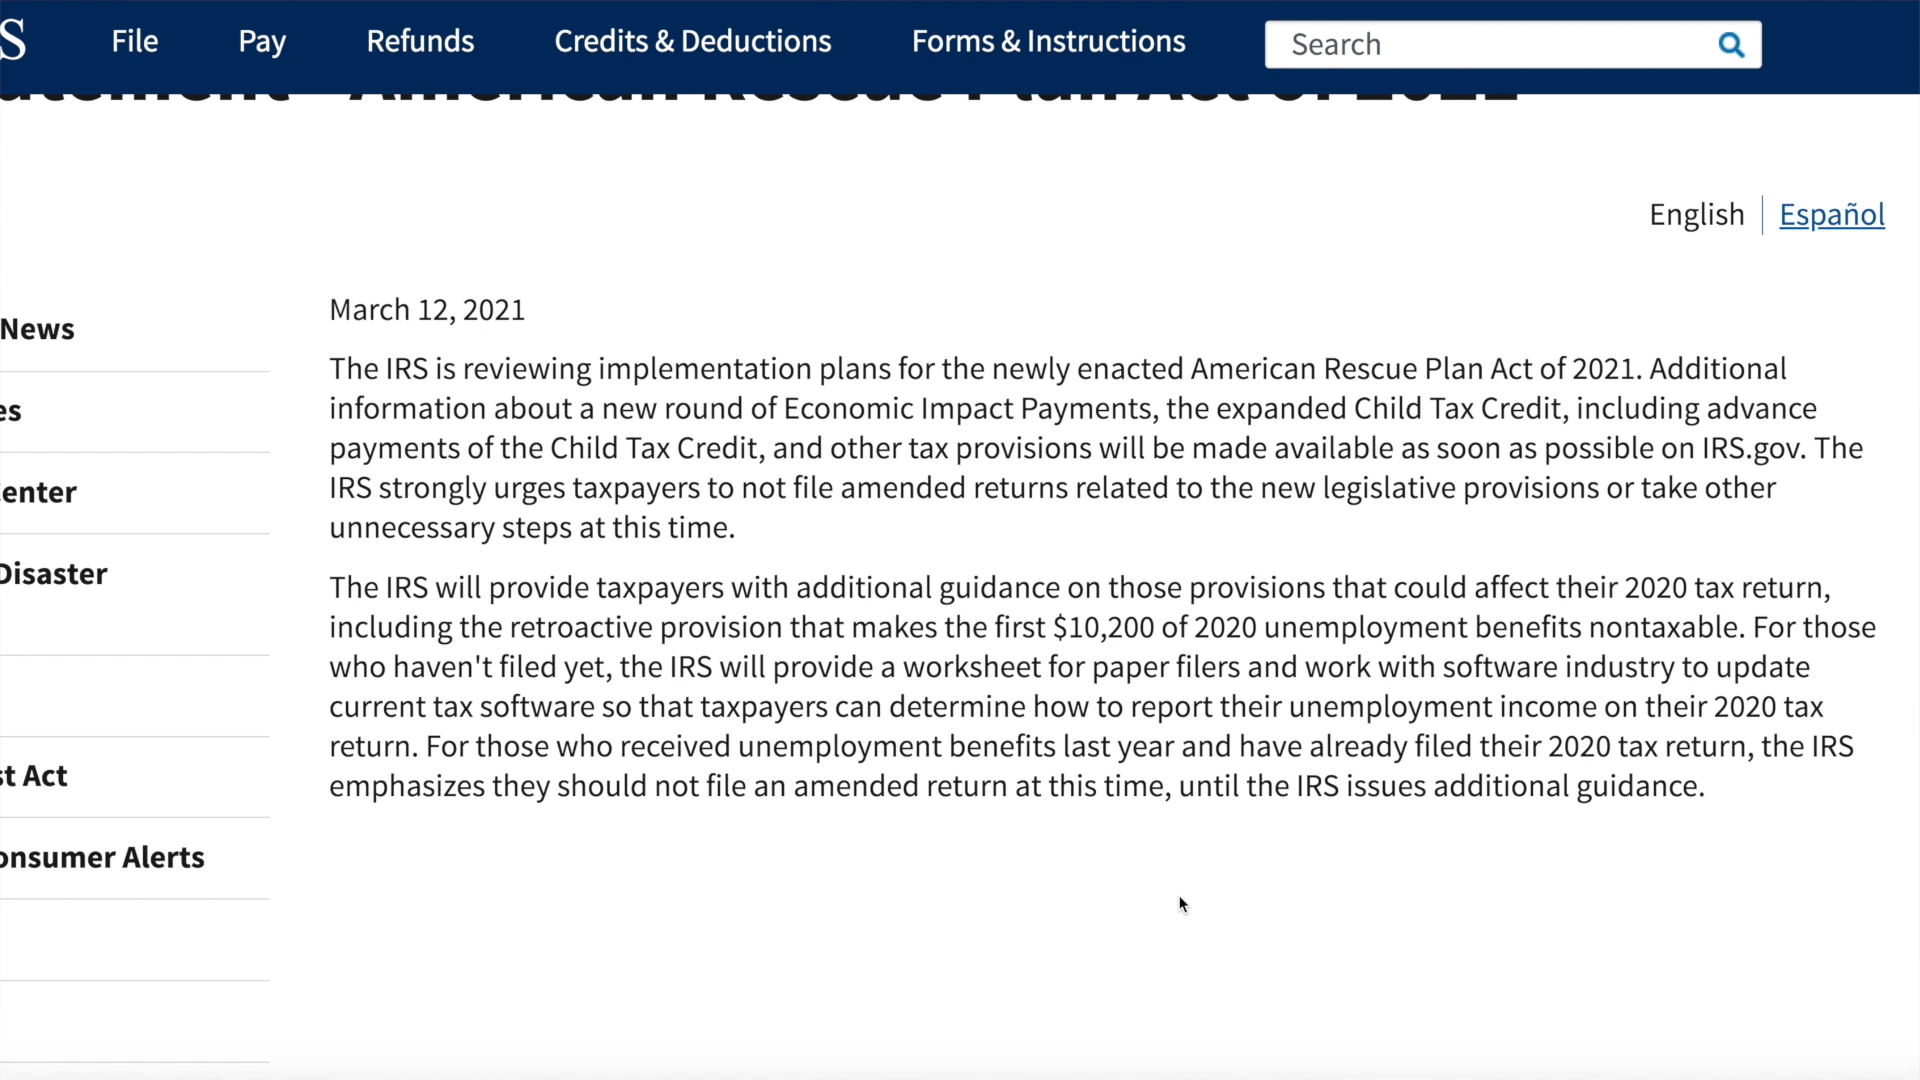 S File Pay Refunds Credits & Deductions Forms & Instructions Search
atement - American Rescue Plan Act of 2021
English Español
News
es
enter
Disaster
st Act
onsumer Alerts
March 12, 2021
The IRS is reviewing implementation plans for the newly enacted American Rescue Plan Act of 2021. Additional
information about a new round of Economic Impact Payments, the expanded Child Tax Credit, including advance
payments of the Child Tax Credit, and other tax provisions will be made available as soon as possible on IRS.gov. The
IRS strongly urges taxpayers to not file amended returns related to the new legislative provisions or take other
unnecessary steps at this time.
The IRS will provide taxpayers with additional guidance on those provisions that could affect their 2020 tax return,
including the retroactive provision that makes the first $10,200 of 2020 unemployment benefits nontaxable. For those
who haven't filed yet, the IRS will provide a worksheet for paper filers and work with software industry to update
current tax software so that taxpayers can determine how to report their unemployment income on their 2020 tax
return. For those who received unemployment benefits last year and have already filed their 2020 tax return, the IRS
emphasizes they should not file an amended return at this time, until the IRS issues additional guidance.